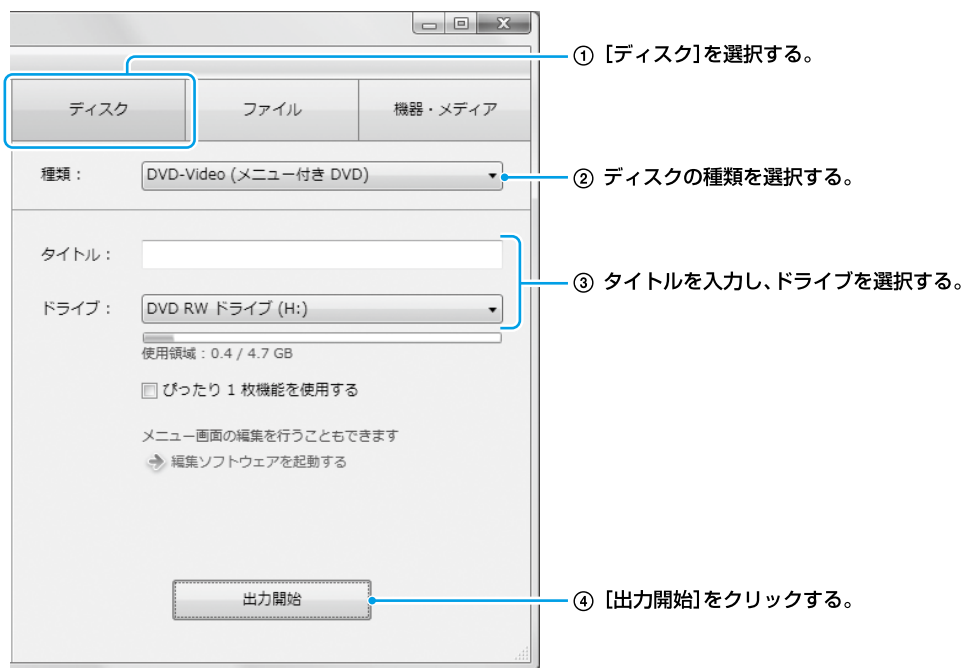 ① [ディスク]を選択する。
ディスク ファイル 機器・メディア
種類： DVD-Video (メニュー付き DVD) ② ディスクの種類を選択する。
タイトル：
③ タイトルを入力し、ドライブを選択する。
ドライブ： DVD RW ドライブ (H:)
使用領域：0.4 / 4.7 GB
ぴったり 1 枚機能を使用する
メニュー画面の編集を行うこともできます
編集ソフトウェアを起動する
出力開始 ④ [出力開始]をクリックする。